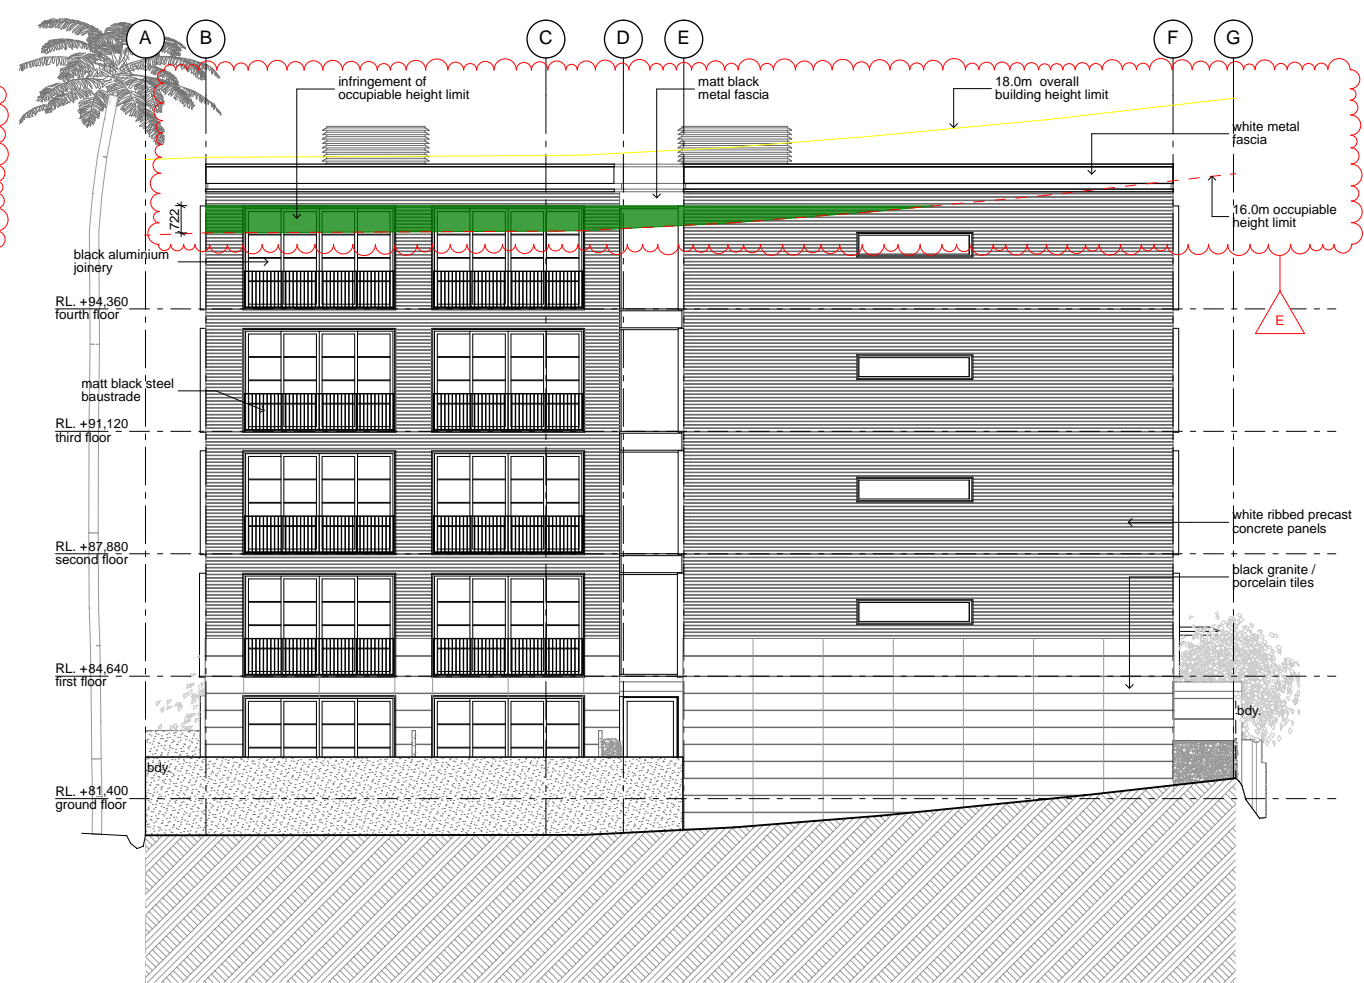 A
B
C
D
E
F
G
infringement of
occupiable height limit
matt black
metal fascia
18.0m overall
building height limit
white metal
fascia
722
16.0m occupiable
height limit
black aluminium
joinery
RL. +94,360
fourth floor
E
matt black steel
baustrade
RL. +91,120
third floor
white ribbed precast
concrete panels
RL. +87,880
second floor
black granite /
porcelain tiles
RL. +84,640
first floor
bdy.
bdy.
RL. +81,400
ground floor